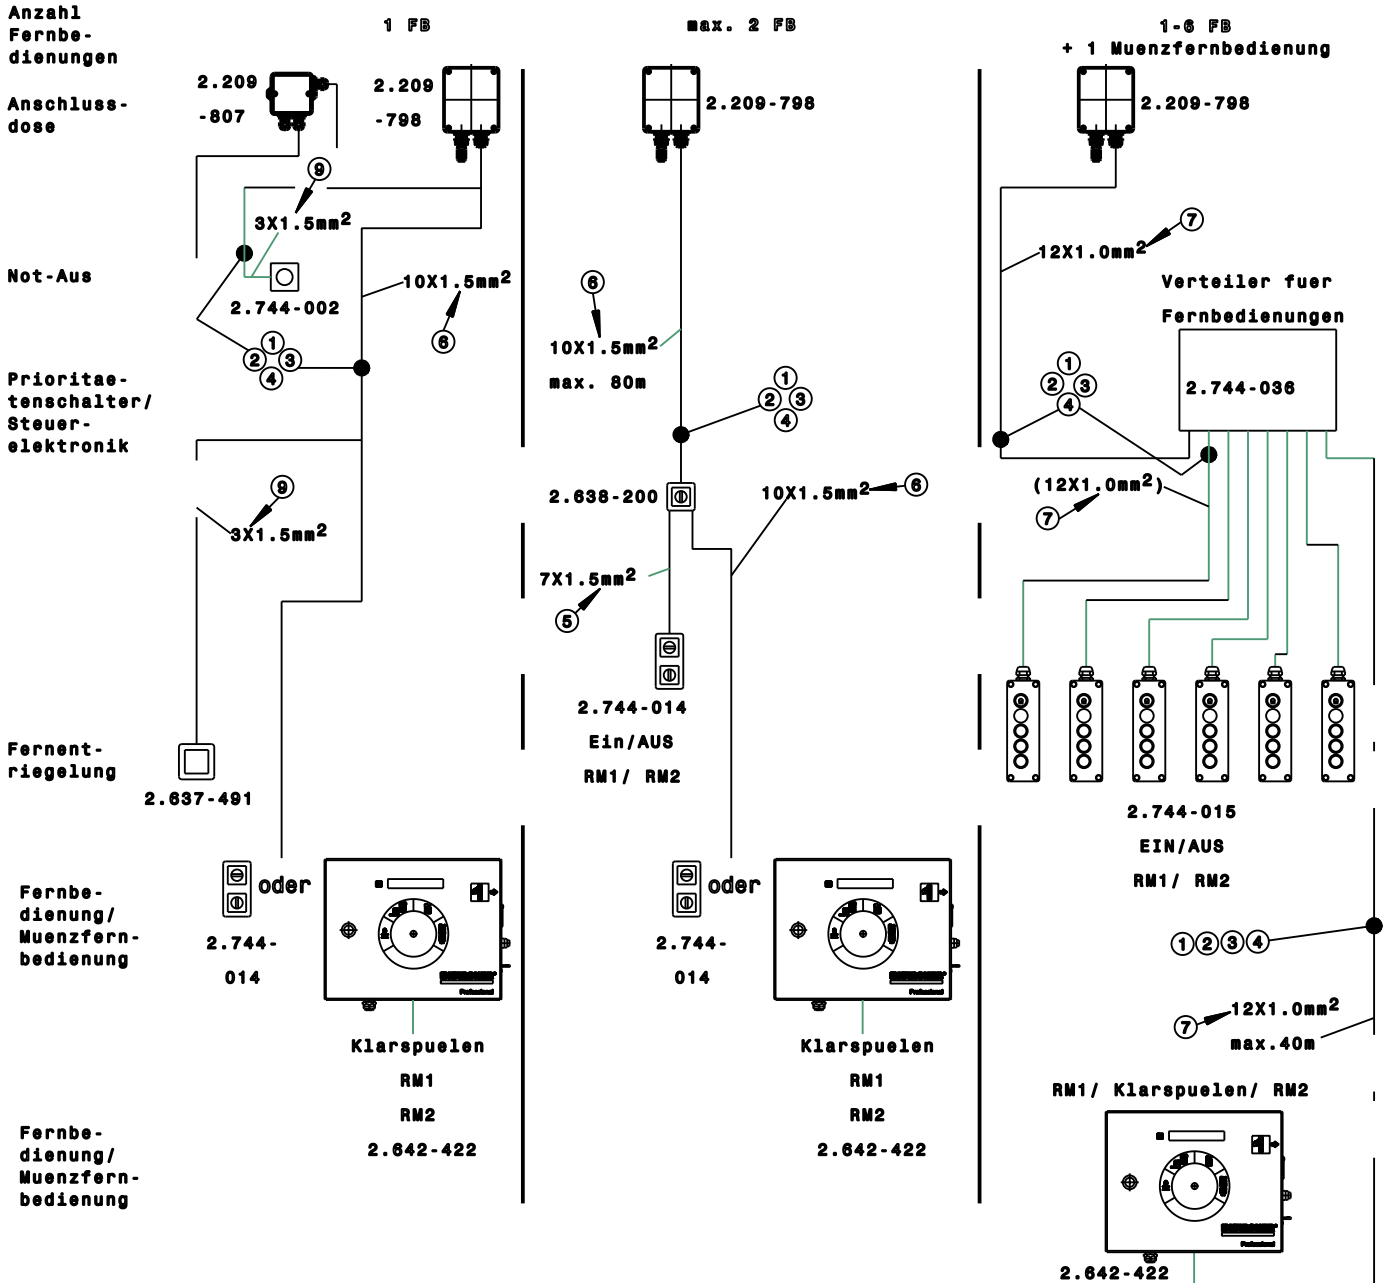 Anzahl
Fernbe-
dienungen
1 FB
max. 2 FB
1-6 FB
+ 1 Muenzfernbedienung
Anschluss-
dose
2.209
-807
2.209
-798
2.209-798
2.209-798
9
3X1.5mm2
7
12X1.0mm2
Not-Aus
2.744-002
10X1.5mm2
6
6
10X1.5mm2
max. 80m
Verteiler fuer
Fernbedienungen
2.744-036
1
2 3
4
1
2 3
4
1
2 3
4
Prioritae-
tenschalter/
Steuer-
elektronik
9
3X1.5mm2
2.638-200
10X1.5mm2
6
(12X1.0mm2)
7
7X1.5mm2
5
2.744-014
Ein/AUS
RM1/ RM2
Fernent-
riegelung
2.637-491
2.744-015
EIN/AUS
RM1/ RM2
Fernbe-
dienung/
Muenzfern-
bedienung
oder
2.744-
014
oder
2.744-
014
Professional
Professional
1 2 3 4
7
12X1.0mm2
max.40m
Klarspuelen
RM1
RM2
2.642-422
Klarspuelen
RM1
RM2
2.642-422
RM1/ Klarspuelen/ RM2
Fernbe-
dienung/
Muenzfern-
bedienung
Professional
2.642-422